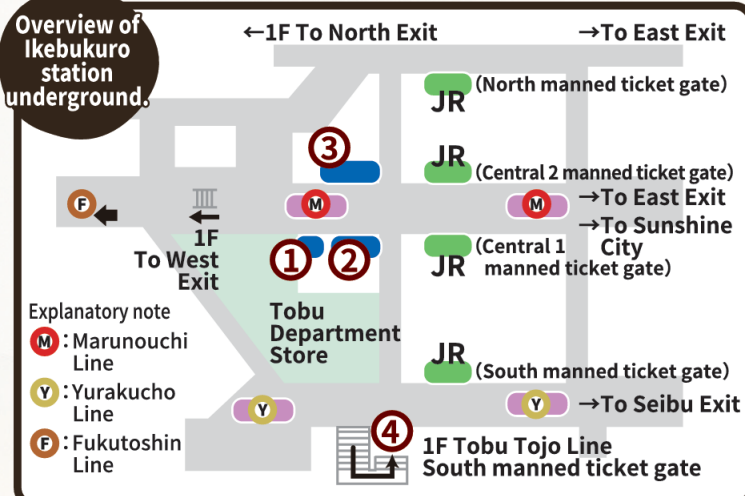 Overview of
Ikebukuro
station
underground.
←1F To North Exit
→To East Exit
JR
(North manned ticket gate)
3
JR
(Central 2 manned ticket gate)
F
M
M
→To East Exit
→To Sunshine
City
1F
To West
Exit
1
2
JR
(Central 1
manned ticket gate)
Tobu
Department
Store
JR
(South manned ticket gate)
Explanatory note
M:Marunouchi
Line
Y:Yurakucho
Line
F:Fukutoshin
Line
Y
Y
→To Seibu Exit
4
1F Tobu Tojo Line
South manned ticket gate